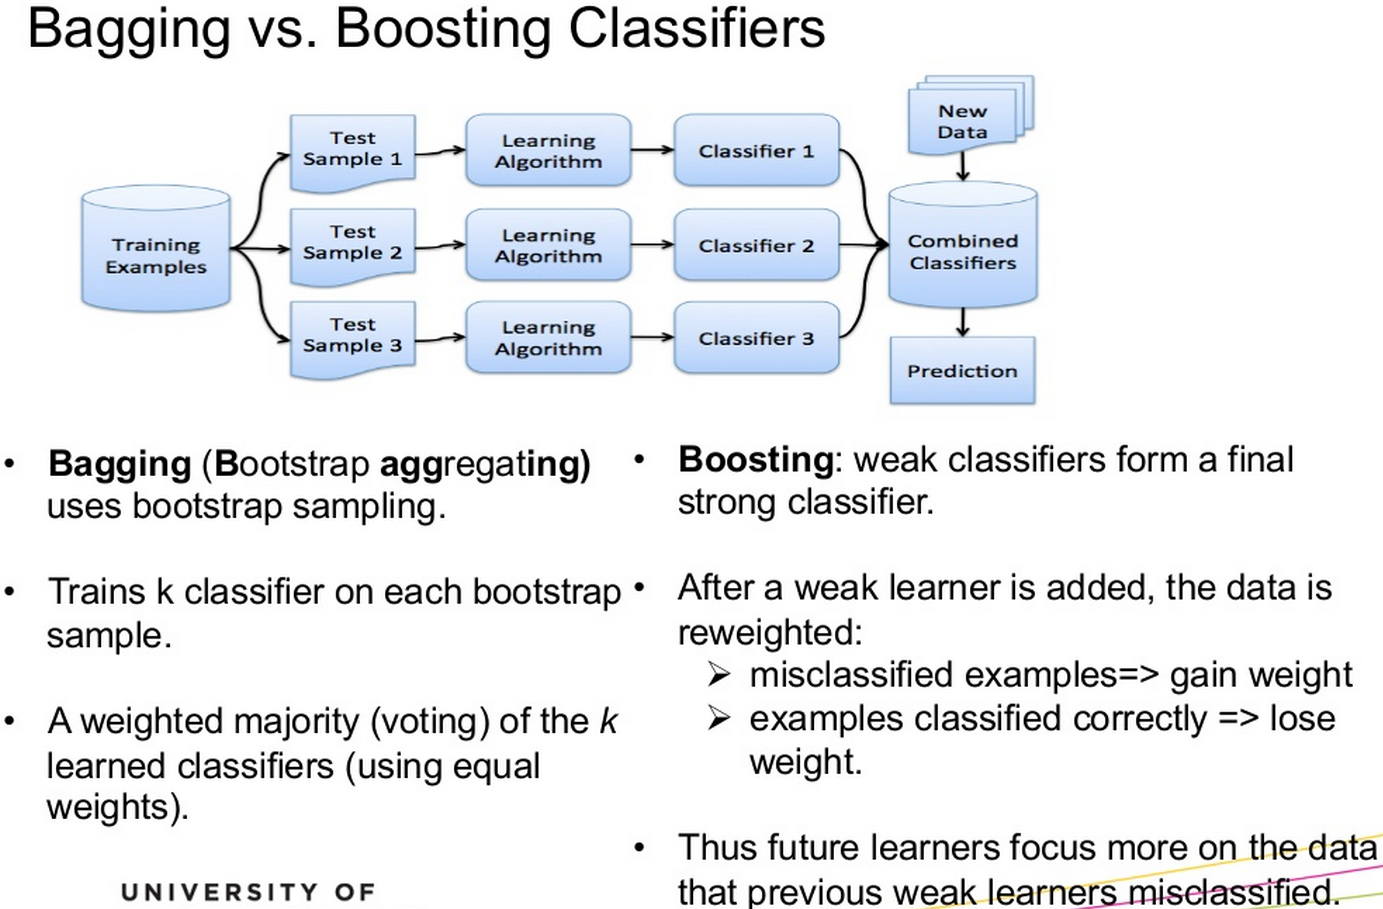 Bagging vs. Boosting Classifiers
New
Data
Test
Sample 1
Learning
Algorithm
Classifier 1
Training
Examples
Test
Sample 2
Learning
Algorithm
Classifier 2
Combined
Classifiers
Test
Sample 3
Learning
Algorithm
Classifier 3
Prediction
• Bagging (Bootstrap aggregating)
uses bootstrap sampling.
• Trains k classifier on each bootstrap
sample.
• A weighted majority (voting) of the k
learned classifiers (using equal
weights).
• Boosting: weak classifiers form a final
strong classifier.
• After a weak learner is added, the data is
reweighted:
➢ misclassified examples=> gain weight
➢ examples classified correctly => lose
weight.
• Thus future learners focus more on the data
that previous weak learners misclassified.
UNIVERSITY OF